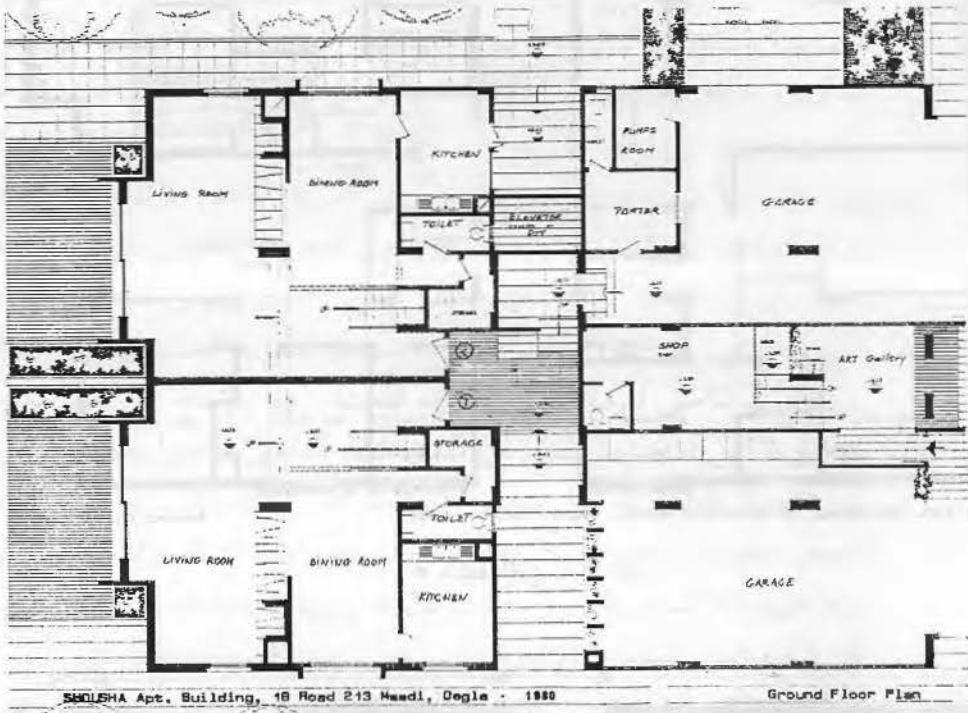 KITCHEN
PUMPS
ROOM
LIVING ROOM
DINING ROOM
TOILET
ELEVATOR
PORTER
GARAGE
SHOP
ART Gallery
STORAGE
TOILET
LIVING ROOM
DINING ROOM
KITCHEN
GARAGE
SHOUSHA Apt. Building, 18 Road 213 Maadi, Degla - 1980
Ground Floor Plan